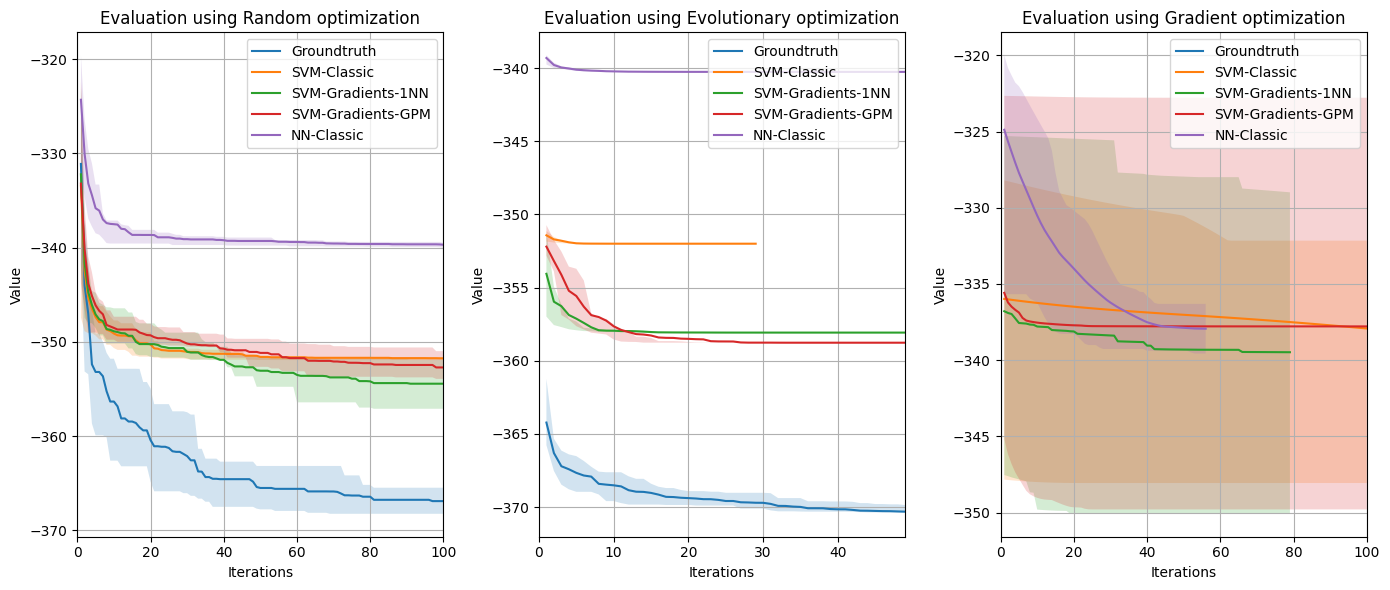 Evaluation using Random optimization
Groundtruth
SVM-Classic
SVM-Gradients-1NN
SVM-Gradients-GPM
NN-Classic
−320
−330
−340
−350
−360
−370
Value
0 20 40 60 80 100
Iterations
Evaluation using Evolutionary optimization
Groundtruth
SVM-Classic
SVM-Gradients-1NN
SVM-Gradients-GPM
NN-Classic
−340
−345
−350
−355
−360
−365
−370
Value
0 10 20 30 40
Iterations
Evaluation using Gradient optimization
Groundtruth
SVM-Classic
SVM-Gradients-1NN
SVM-Gradients-GPM
NN-Classic
−320
−325
−330
−335
−340
−345
−350
Value
0 20 40 60 80 100
Iterations